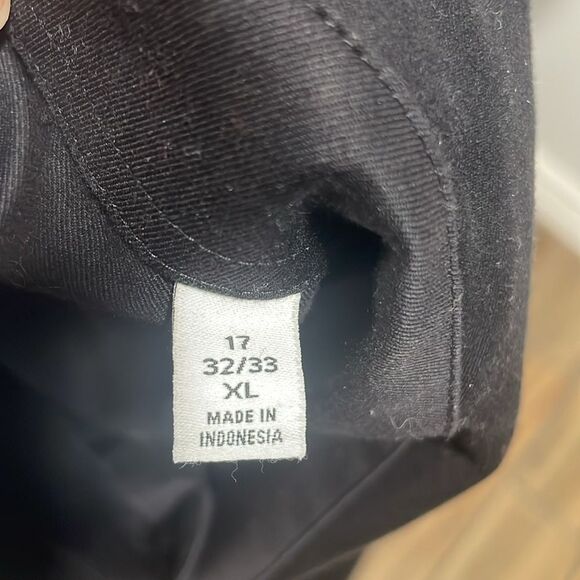 17
32/33
XL
MADE IN
INDONESIA